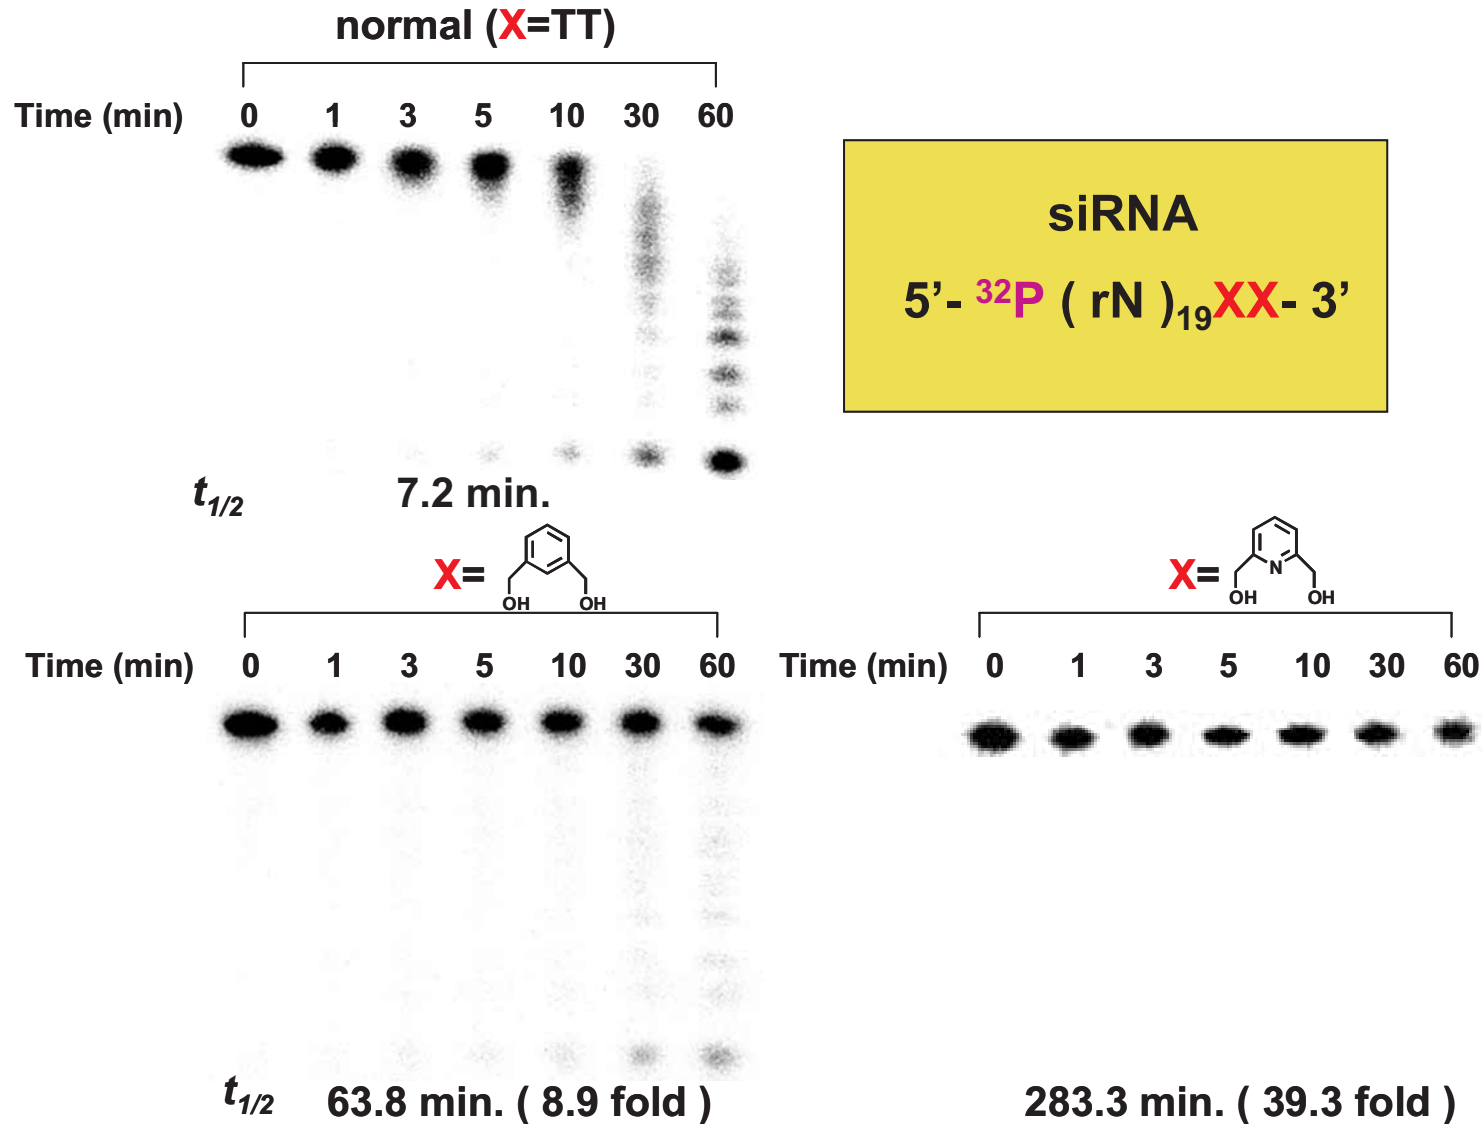 normal (X=TT)
Time (min) 0 1 3 5 10 30 60
siRNA
5’- ³²P ( rN )₁₉XX- 3’
t₁/₂ 7.2 min.
X= OH OH
Time (min) 0 1 3 5 10 30 60
t₁/₂ 63.8 min. ( 8.9 fold )
X= N OH OH
Time (min) 0 1 3 5 10 30 60
283.3 min. ( 39.3 fold )